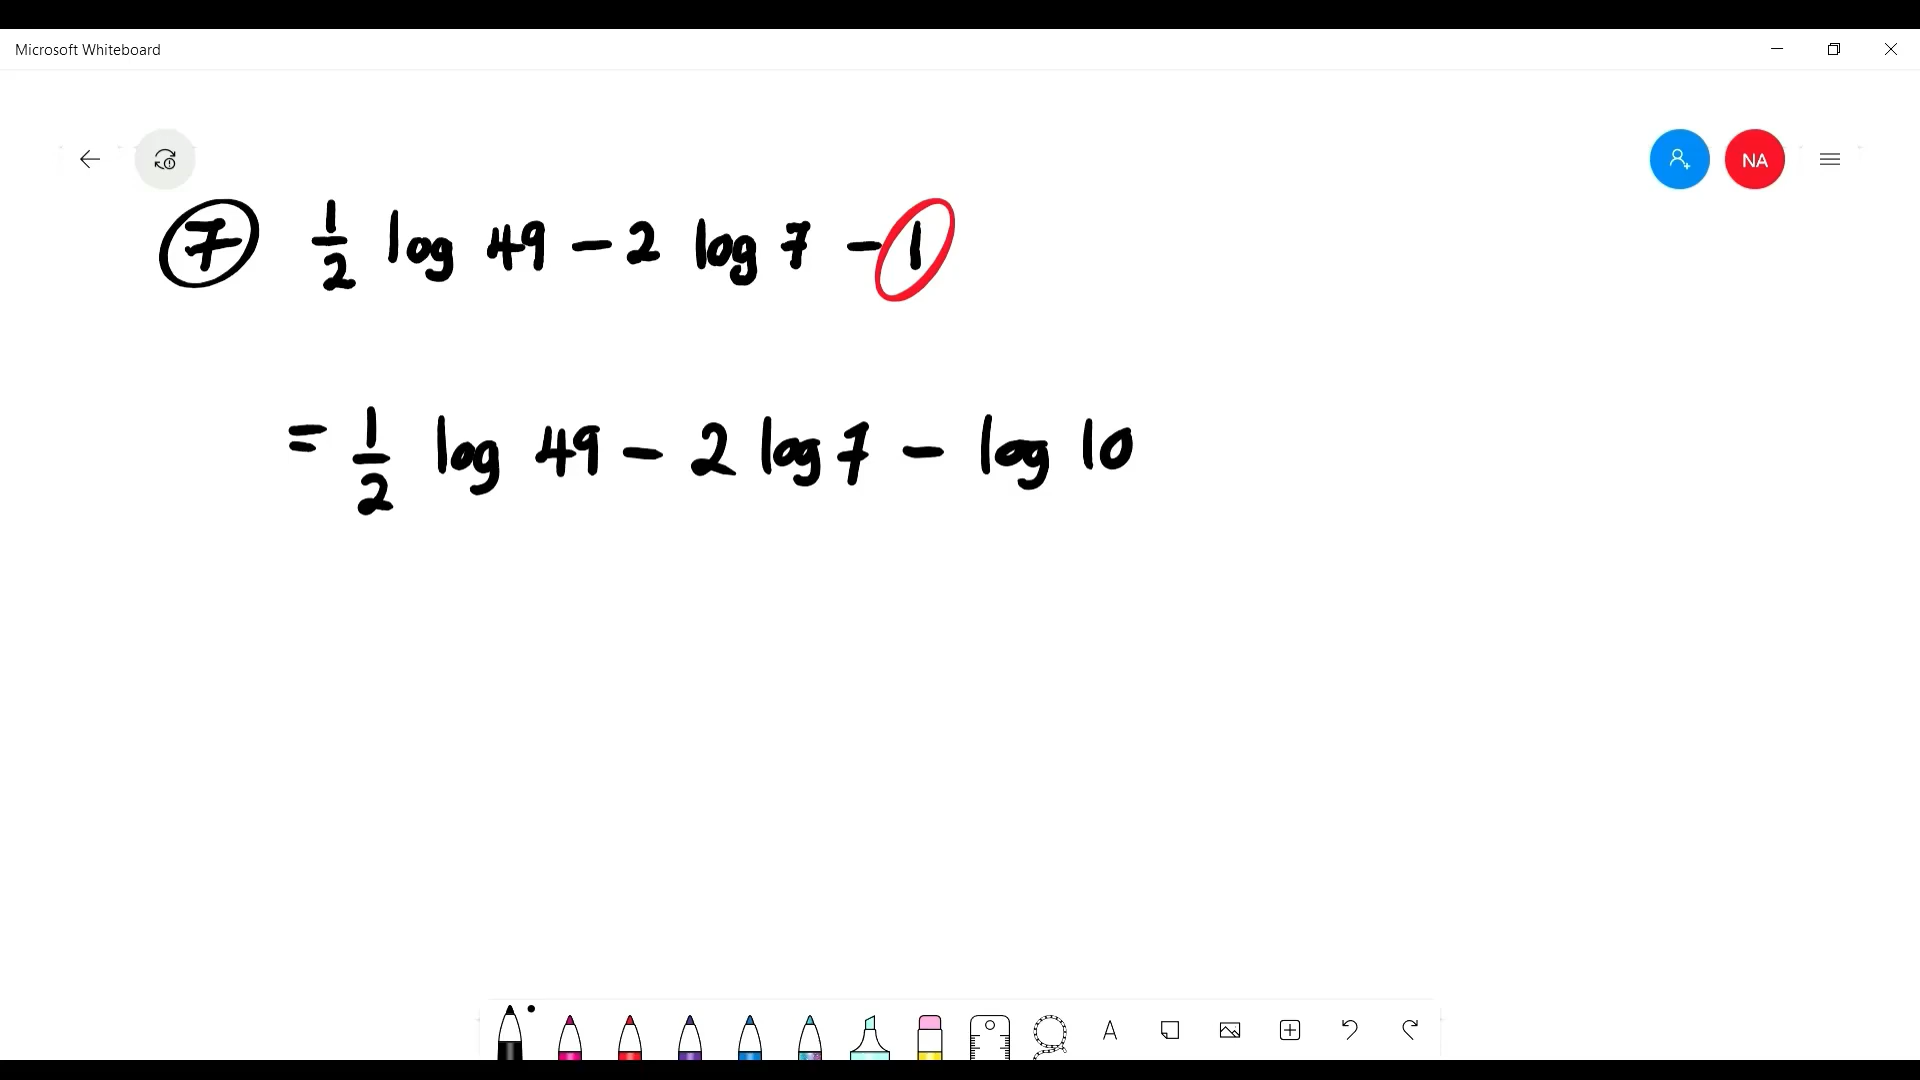 Microsoft Whiteboard
NA
7 1/2 log 49 - 2 log 7 - 1
= 1/2 log 49 - 2 log 7 - log 10
A